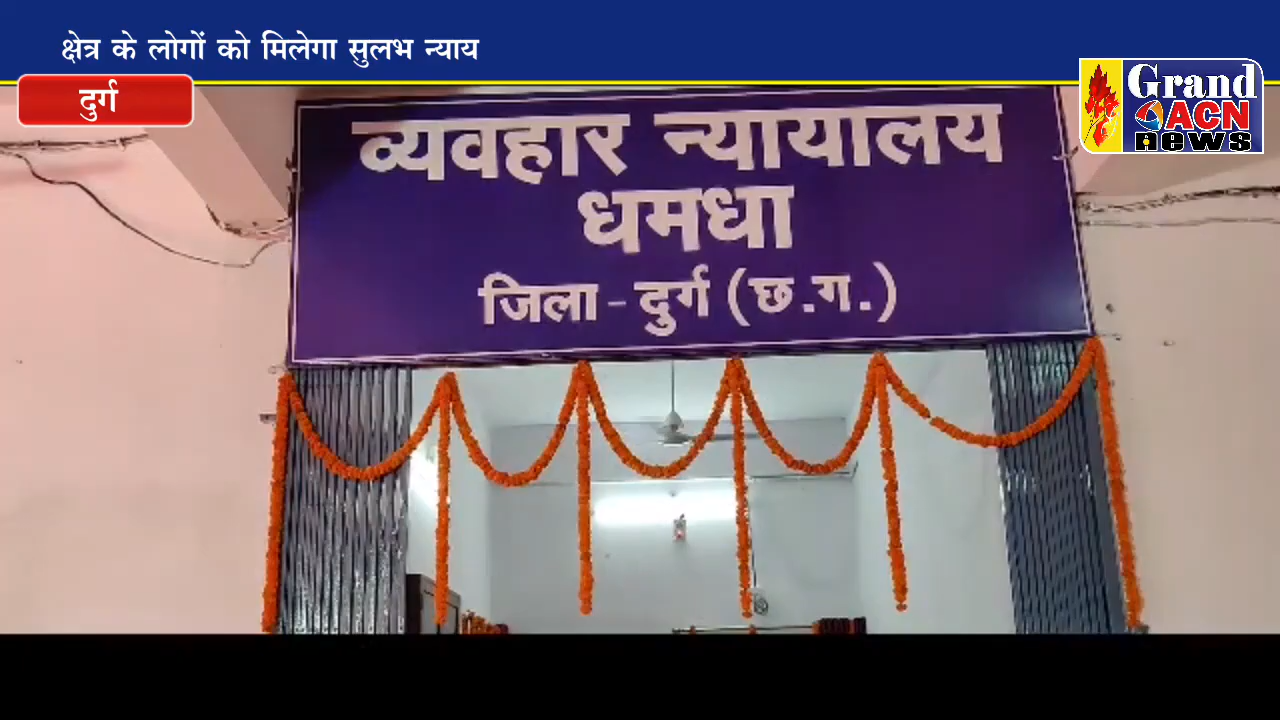 क्षेत्र के लोगों को मिलेगा सुलभ न्याय
दुर्ग
Grand
ACN
news
व्यवहार न्यायालय
धमधा
जिला - दुर्ग (छ.ग.)